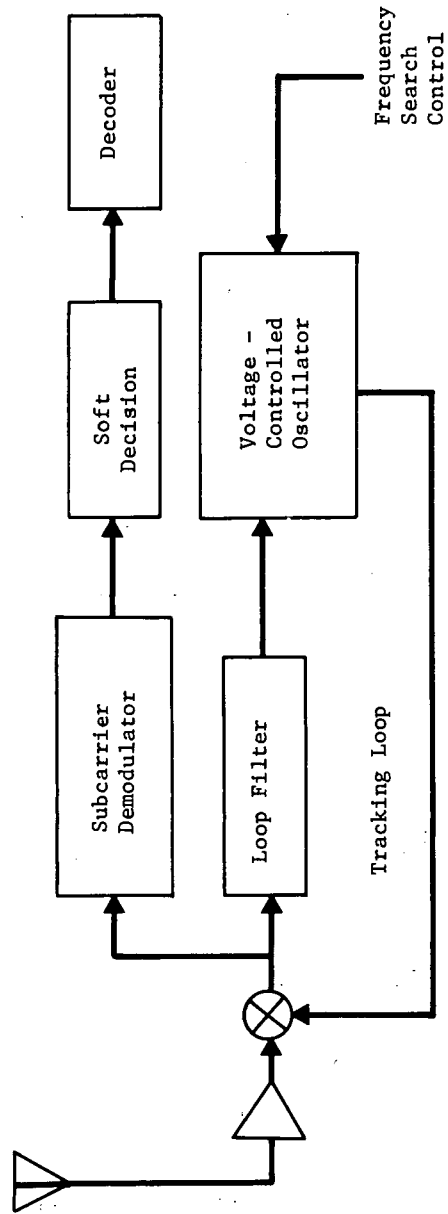 Subcarrier
Demodulator
Soft
Decision
Decoder
Loop Filter
Voltage -
Controlled
Oscillator
Tracking Loop
Frequency
Search
Control